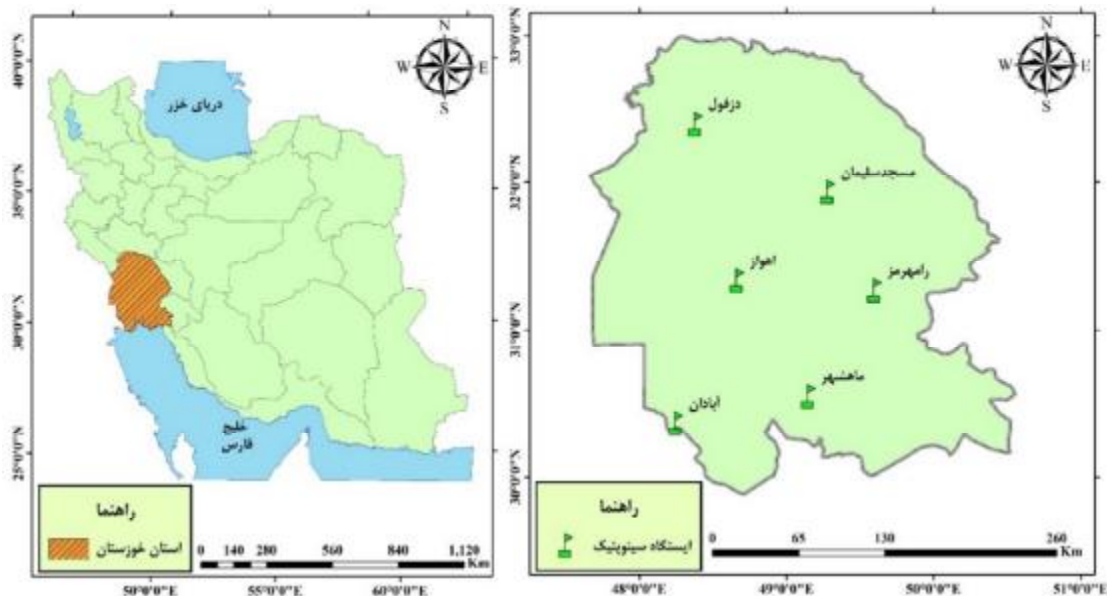 N
W E
S
40°0'0"N
35°0'0"N
30°0'0"N
25°0'0"N
دریای خزر
خلیج
فارس
راهنما
استان خوزستان
0 140 280 560 840 1,120
Km
50°0'0"E 55°0'0"E 60°0'0"E
N
W E
S
33°0'0"N
32°0'0"N
31°0'0"N
30°0'0"N
دزفول
مسجدسلیمان
اهواز
رامهرمز
ماهشهر
آبادان
راهنما
ایستگاه سینوپتیک
0 65 130 260
Km
48°0'0"E 49°0'0"E 50°0'0"E 51°0'0"E